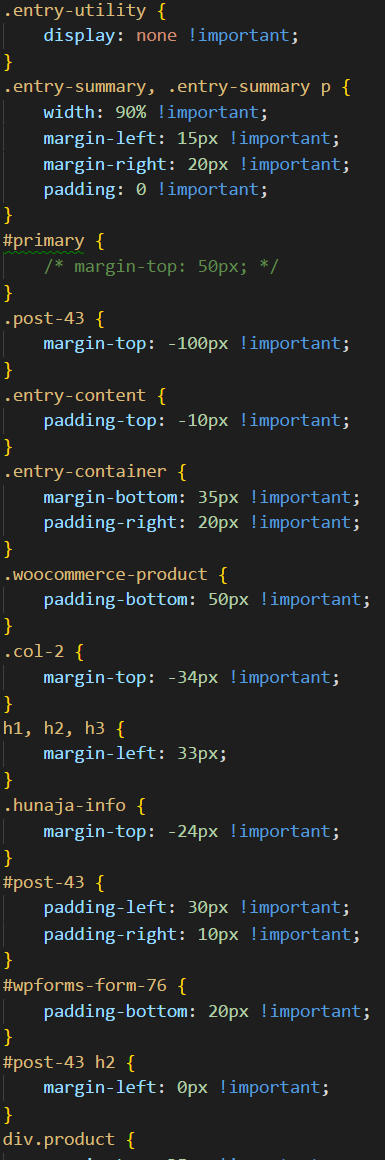 .entry-utility {
    display: none !important;
}
.entry-summary, .entry-summary p {
    width: 90% !important;
    margin-left: 15px !important;
    margin-right: 20px !important;
    padding: 0 !important;
}
#primary {
    /* margin-top: 50px; */
}
.post-43 {
    margin-top: -100px !important;
}
.entry-content {
    padding-top: -10px !important;
}
.entry-container {
    margin-bottom: 35px !important;
    padding-right: 20px !important;
}
.woocommerce-product {
    padding-bottom: 50px !important;
}
.col-2 {
    margin-top: -34px !important;
}
h1, h2, h3 {
    margin-left: 33px;
}
.hunaja-info {
    margin-top: -24px !important;
}
#post-43 {
    padding-left: 30px !important;
    padding-right: 10px !important;
}
#wpforms-form-76 {
    padding-bottom: 20px !important;
}
#post-43 h2 {
    margin-left: 0px !important;
}
div.product {